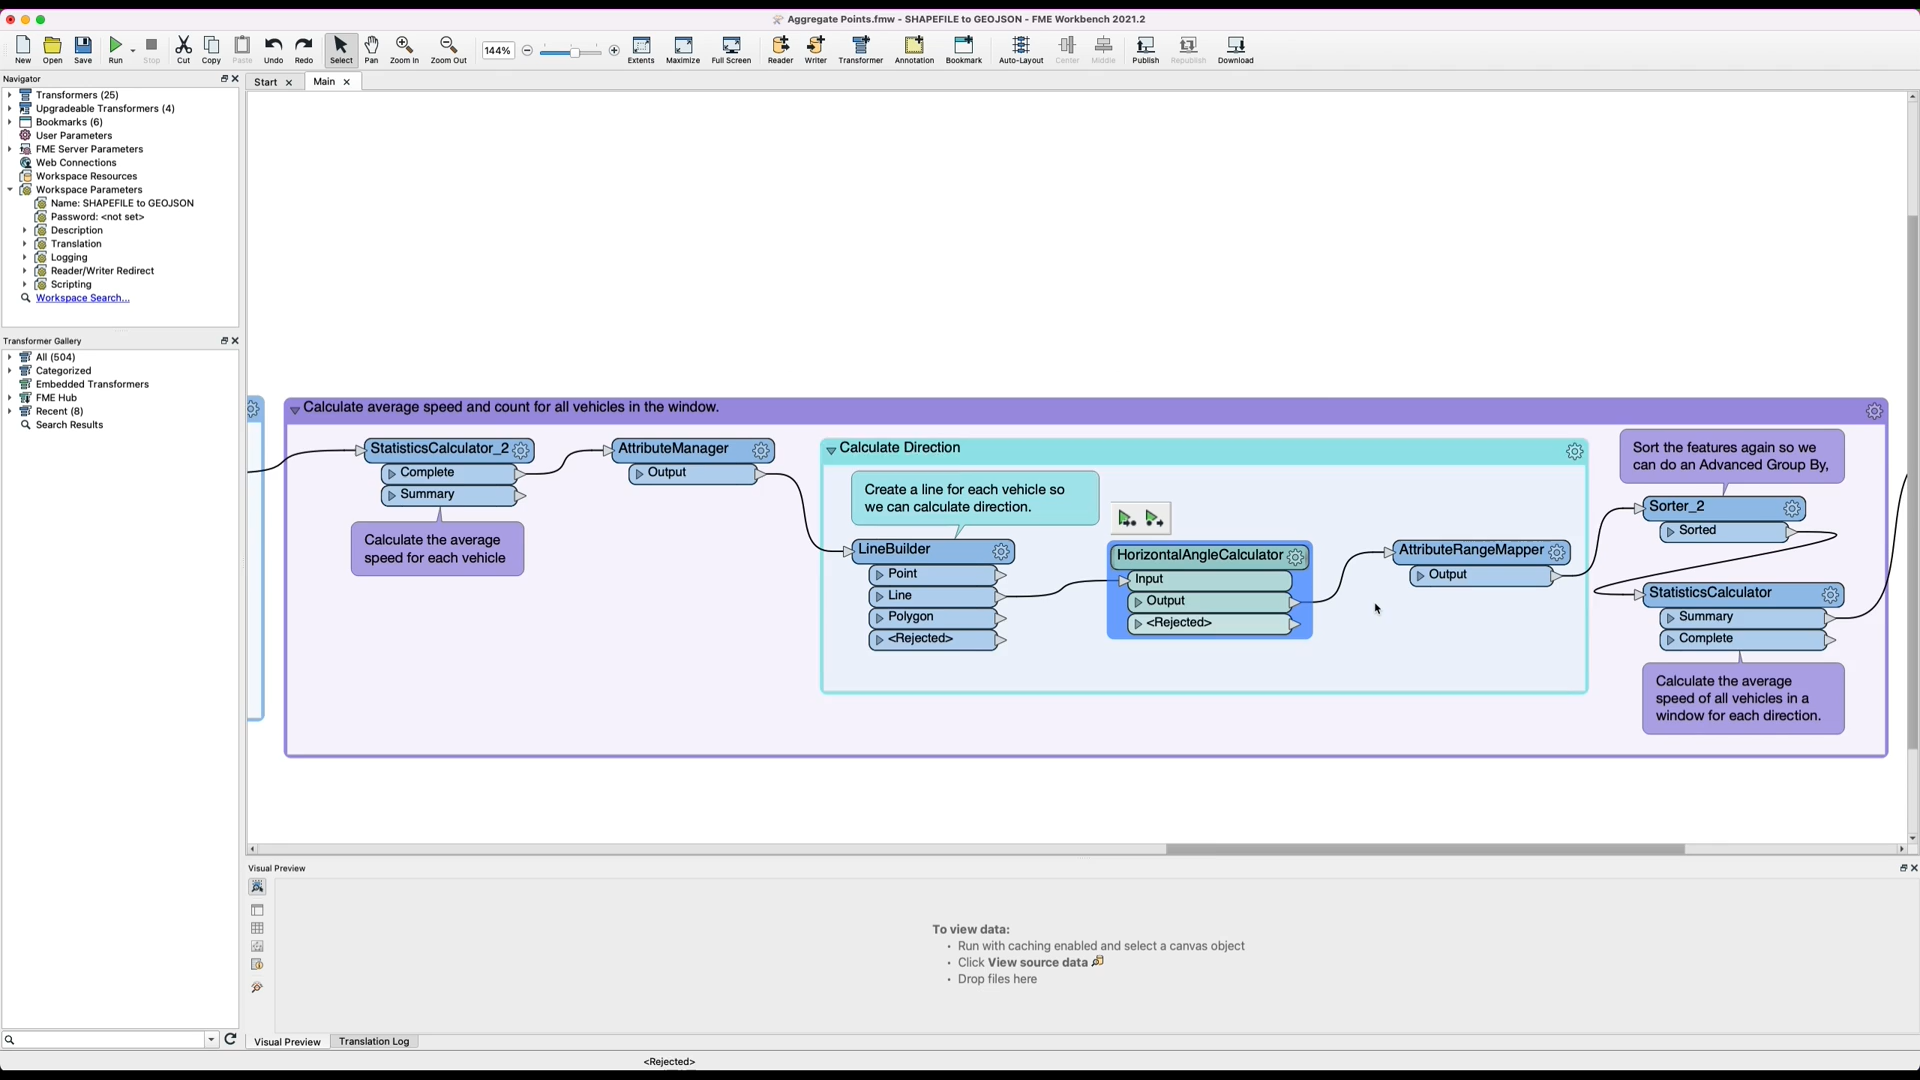 Aggregate Points.fmw - SHAPEFILE to GEOJSON - FME Workbench 2021.2
New Open Save Run Stop Cut Copy Paste Undo Redo Select Pan Zoom In Zoom Out 144% Extents Maximize Full Screen Reader Writer Transformer Annotation Bookmark Auto-Layout Center Middle Publish Republish Download
Navigator
Start Main
Transformers (25)
Upgradeable Transformers (4)
Bookmarks (6)
User Parameters
FME Server Parameters
Web Connections
Workspace Resources
Workspace Parameters
Name: SHAPEFILE to GEOJSON
Password: <not set>
Description
Translation
Logging
Reader/Writer Redirect
Scripting
Workspace Search...
Transformer Gallery
All (504)
Categorized
Embedded Transformers
FME Hub
Recent (8)
Search Results
Calculate average speed and count for all vehicles in the window.
StatisticsCalculator_2
Complete
Summary
Calculate the average
speed for each vehicle
AttributeManager
Output
Calculate Direction
Create a line for each vehicle so
we can calculate direction.
LineBuilder
Point
Line
Polygon
<Rejected>
HorizontalAngleCalculator
Input
Output
<Rejected>
AttributeRangeMapper
Output
Sort the features again so we
can do an Advanced Group By,
Sorter_2
Sorted
StatisticsCalculator
Summary
Complete
Calculate the average
speed of all vehicles in a
window for each direction.
Visual Preview
To view data:
• Run with caching enabled and select a canvas object
• Click View source data
• Drop files here
Visual Preview Translation Log
<Rejected>